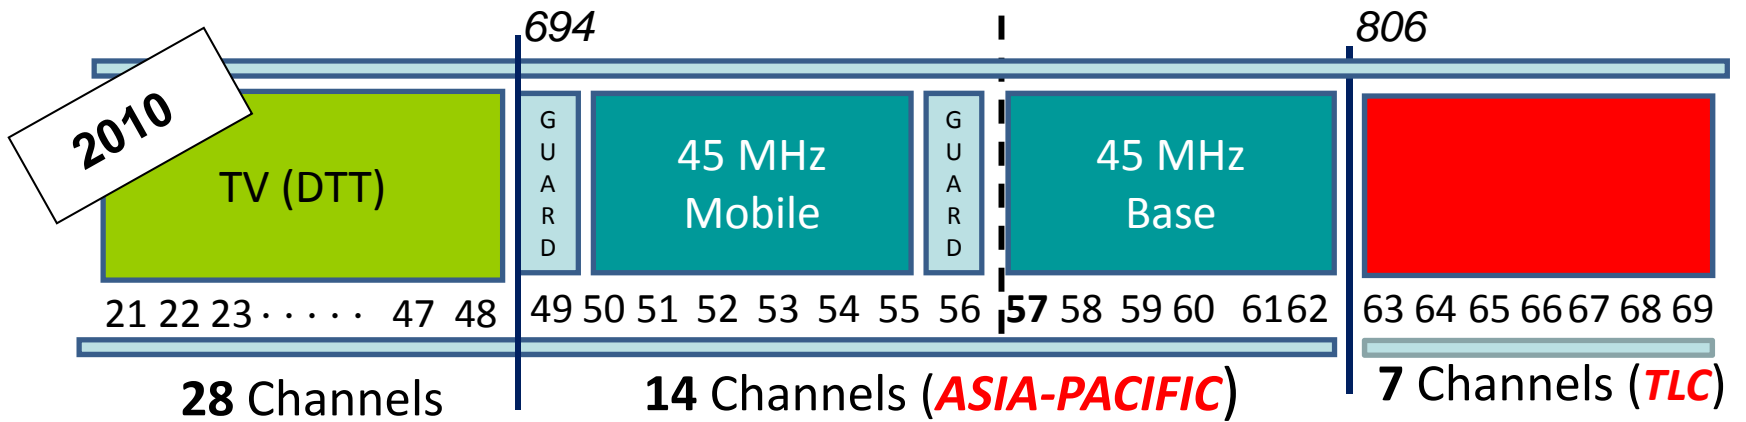 694
806
2010
TV (DTT)
GUARD
45 MHz
Mobile
GUARD
45 MHz
Base
21 22 23 · · · · · 47 48 49 50 51 52 53 54 55 56 57 58 59 60 61 62 63 64 65 66 67 68 69
28 Channels
14 Channels (ASIA-PACIFIC)
7 Channels (TLC)